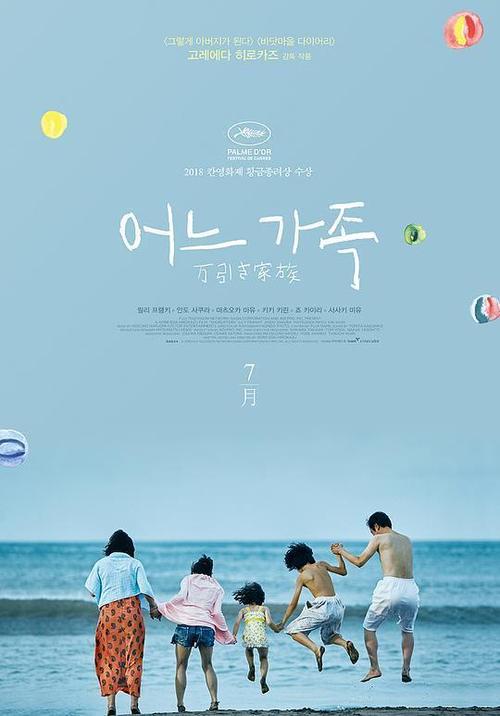 〈그렇게 아버지가 된다〉 〈바닷마을 다이어리〉
고레에다 히로카즈 감독 작품
PALME D'OR
FESTIVAL DE CANNES
2018 칸영화제 황금종려상 수상
어느 가족
万引き家族
릴리 프랭키 · 안도 사쿠라 · 마츠오카 마유 · 키키 키린 · 죠 카이리 · 사사키 미유
7
月